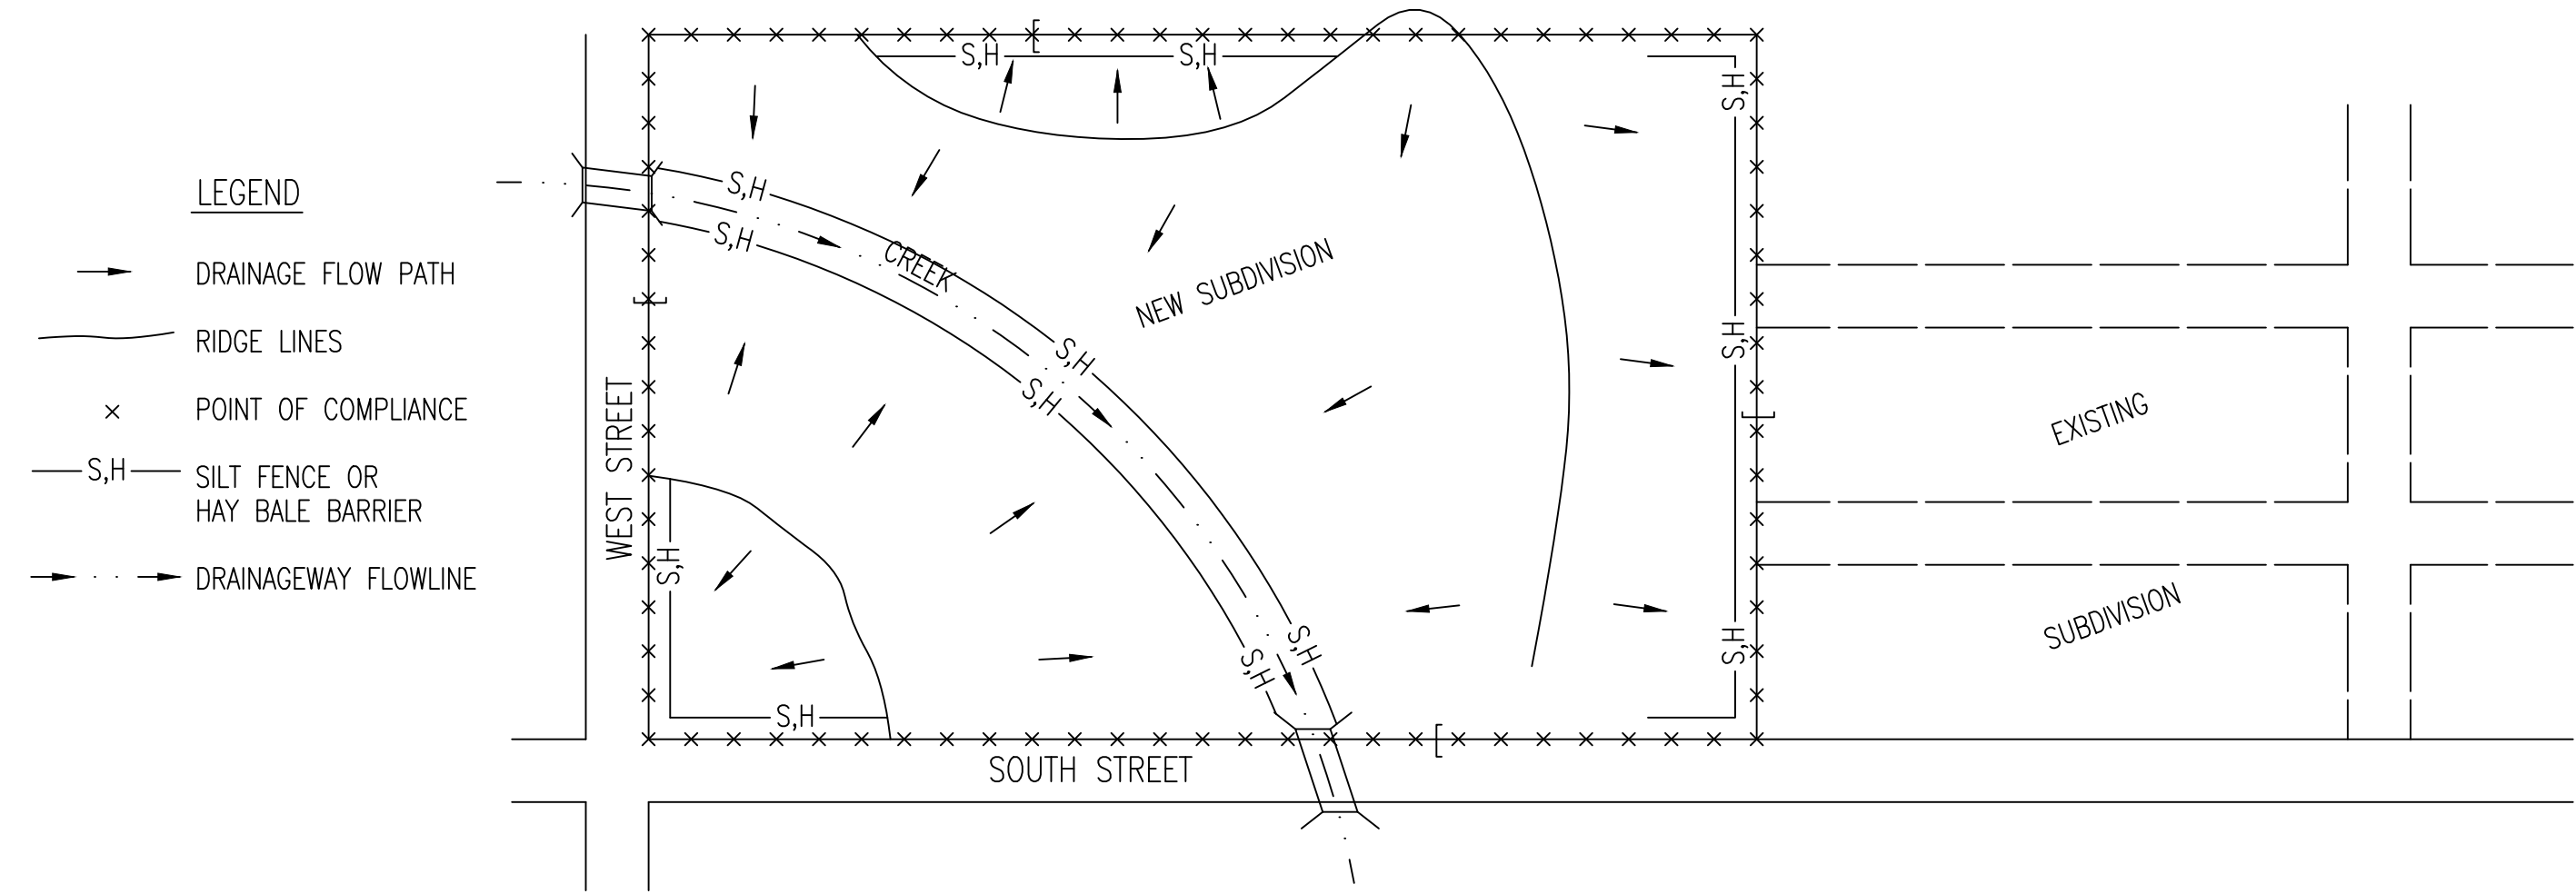 LEGEND
DRAINAGE FLOW PATH
RIDGE LINES
POINT OF COMPLIANCE
S,H
SILT FENCE OR
HAY BALE BARRIER
DRAINAGEWAY FLOWLINE
S,H
S,H
S,H
S,H
S,H
CREEK
NEW SUBDIVISION
S,H
S,H
S,H
WEST STREET
EXISTING
S,H
SUBDIVISION
S,H
S,H
S,H
S,H
SOUTH STREET